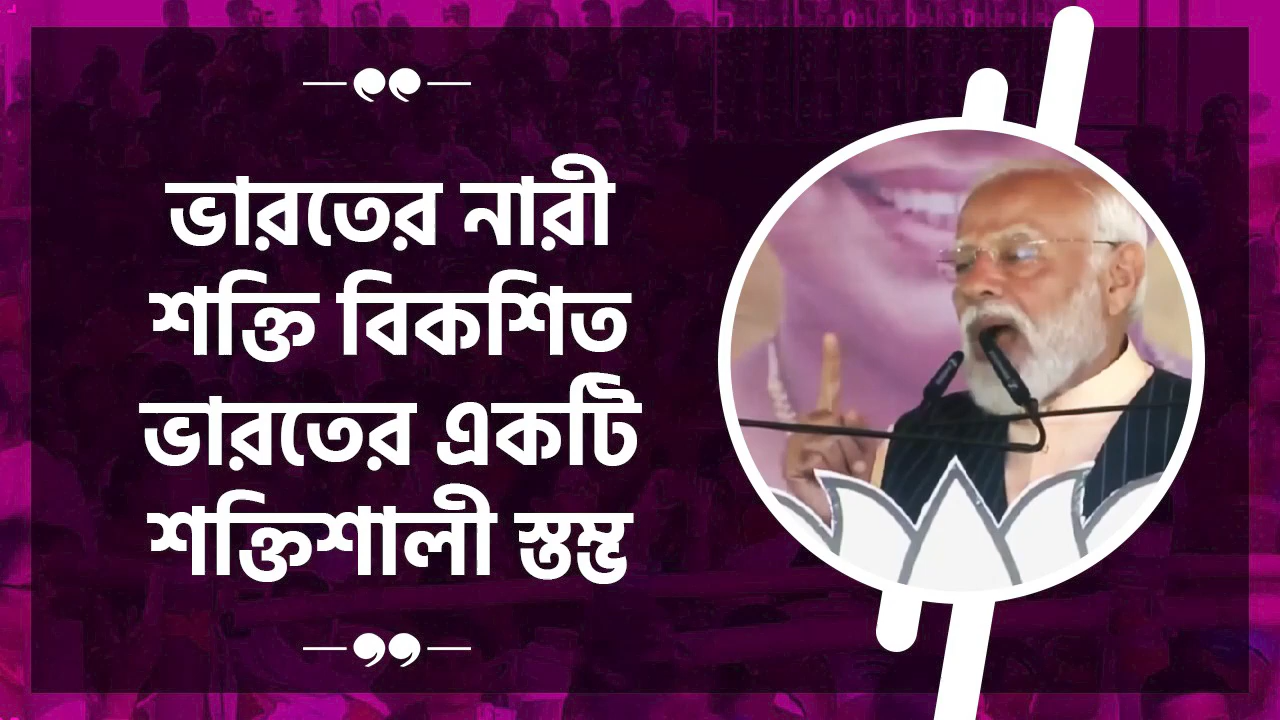 ভারতের নারী
শক্তি বিকশিত
ভারতের একটি
শক্তিশালী স্তম্ভ